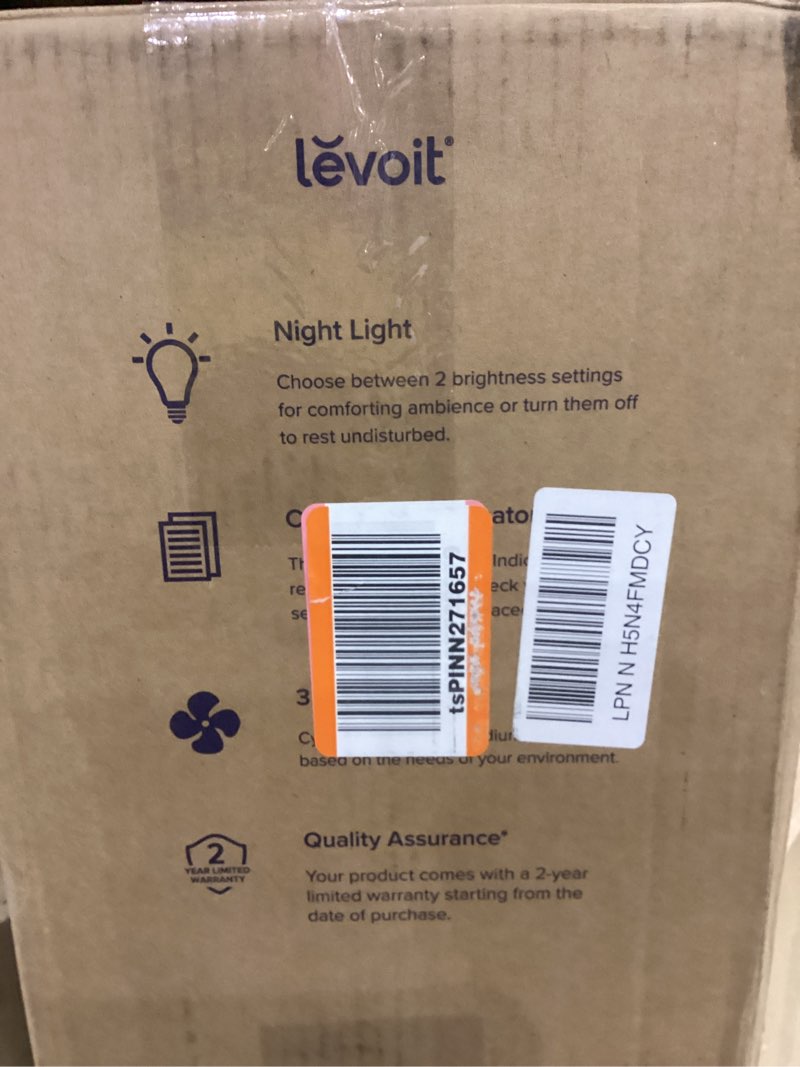 levoit®
Night Light
Choose between 2 brightness settings
for comforting ambience or turn them off
to rest undisturbed.
tsPINN271657
LPN N H5N4FMDCY
3
based on the needs of your environment.
2
YEAR LIMITED
WARRANTY
Quality Assurance*
Your product comes with a 2-year
limited warranty starting from the
date of purchase.